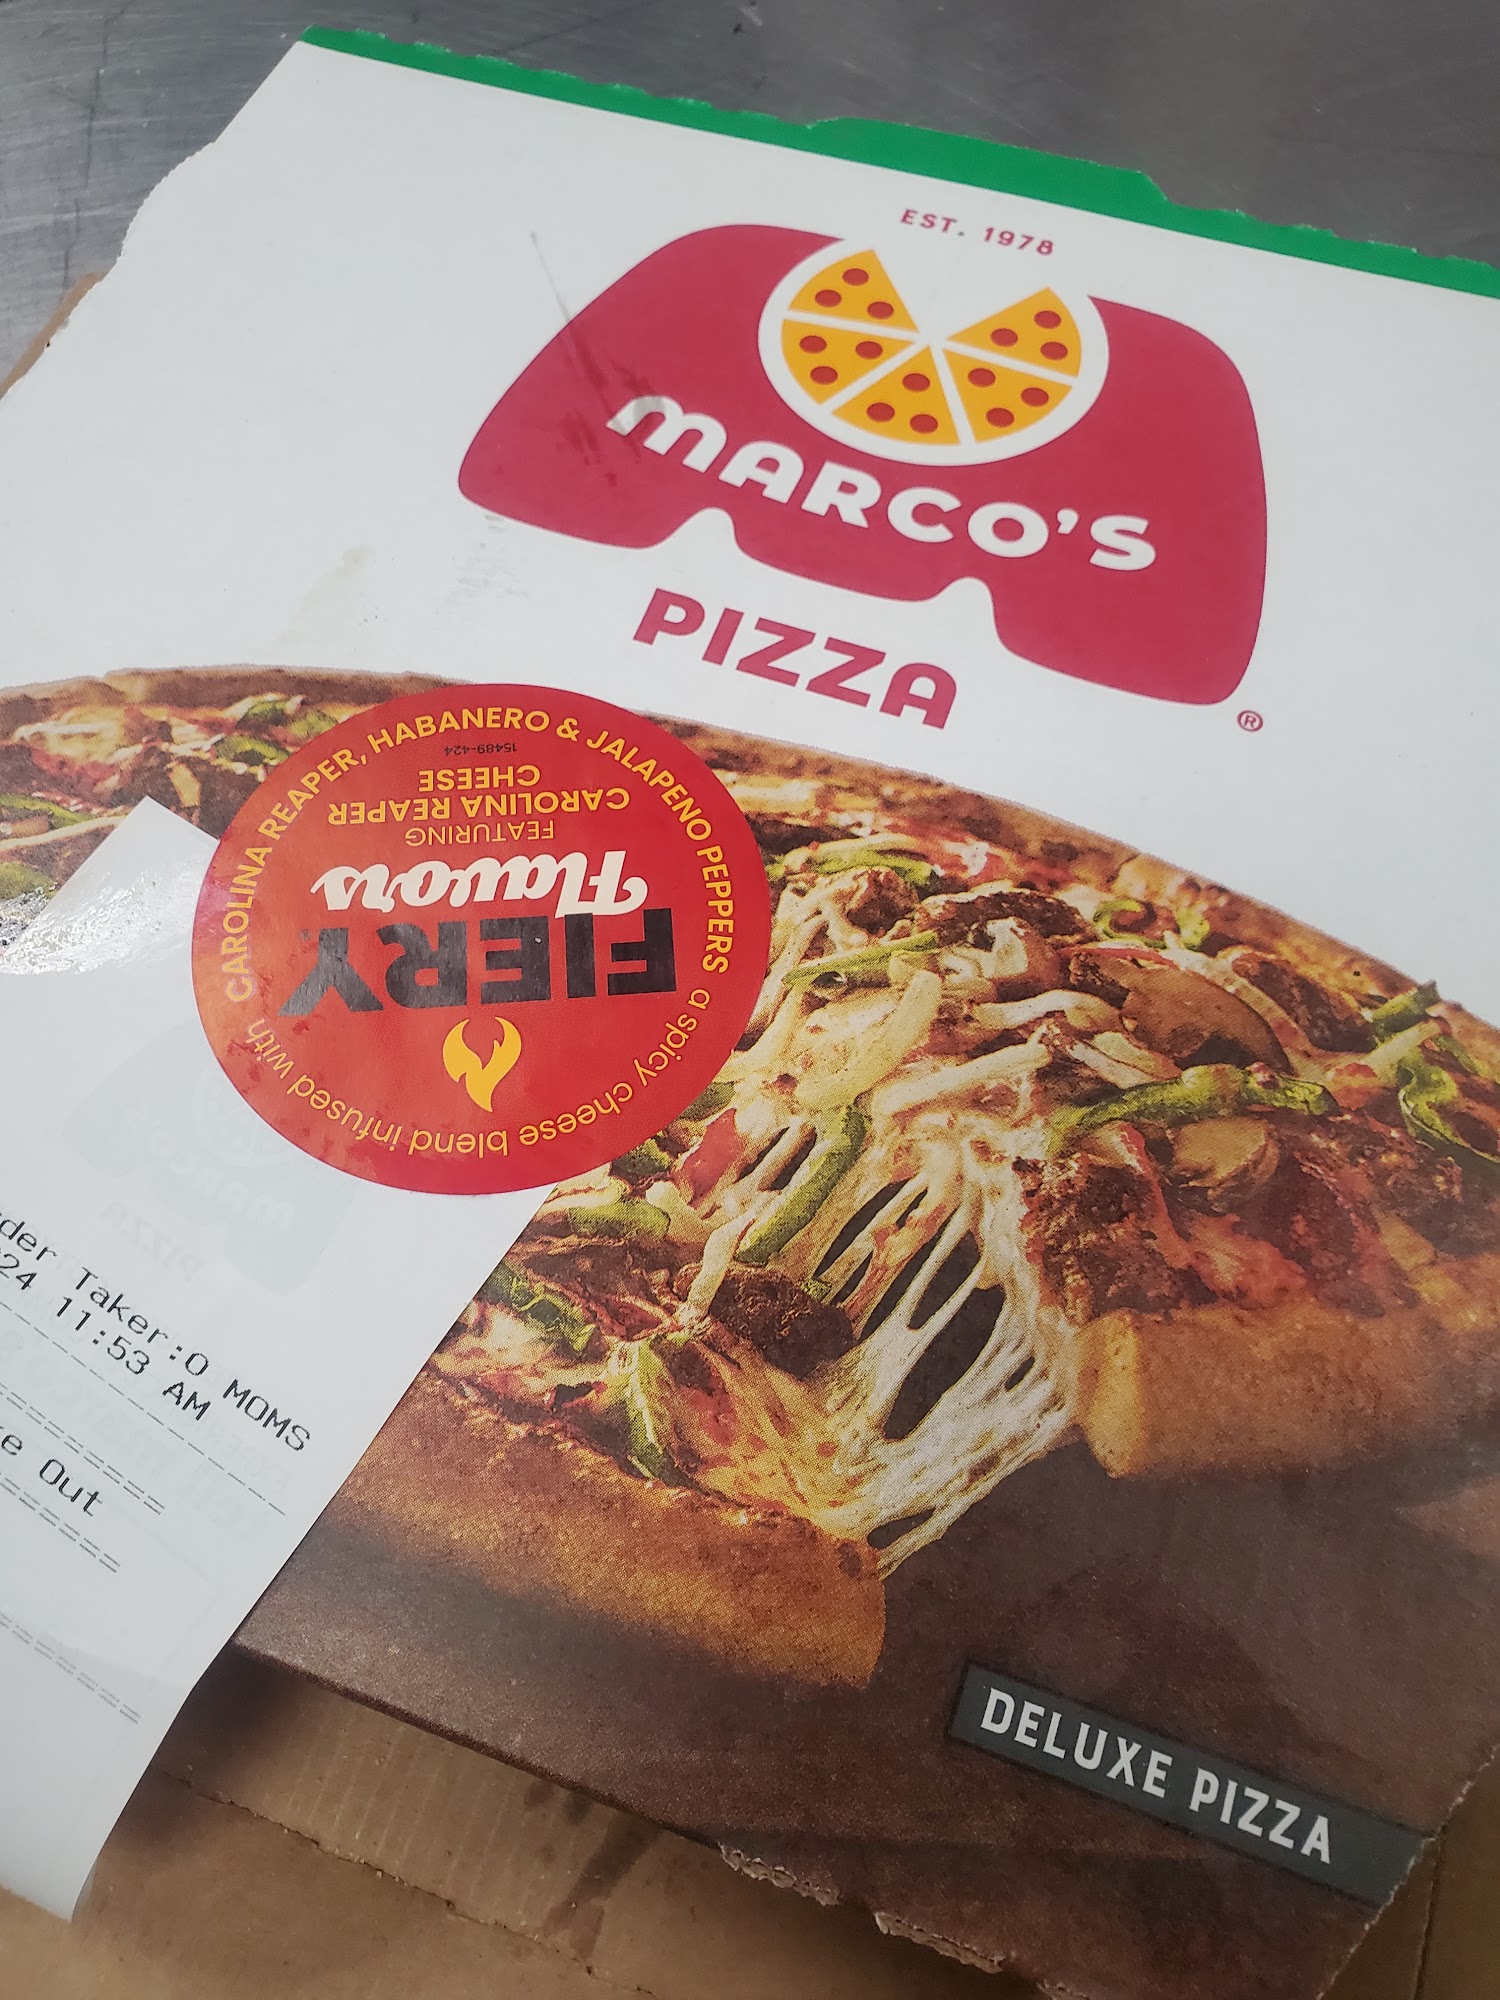 EST. 1978
MARCO'S
PIZZA
®
CAROLINA REAPER, HABANERO & JALAPENO PEPPERS
a spicy cheese blend infused with
FIERY
Flavors
FEATURING
CAROLINA REAPER
CHEESE
15489-424
der Taker:O MOMS
24 11:53 AM
e Out
DELUXE PIZZA